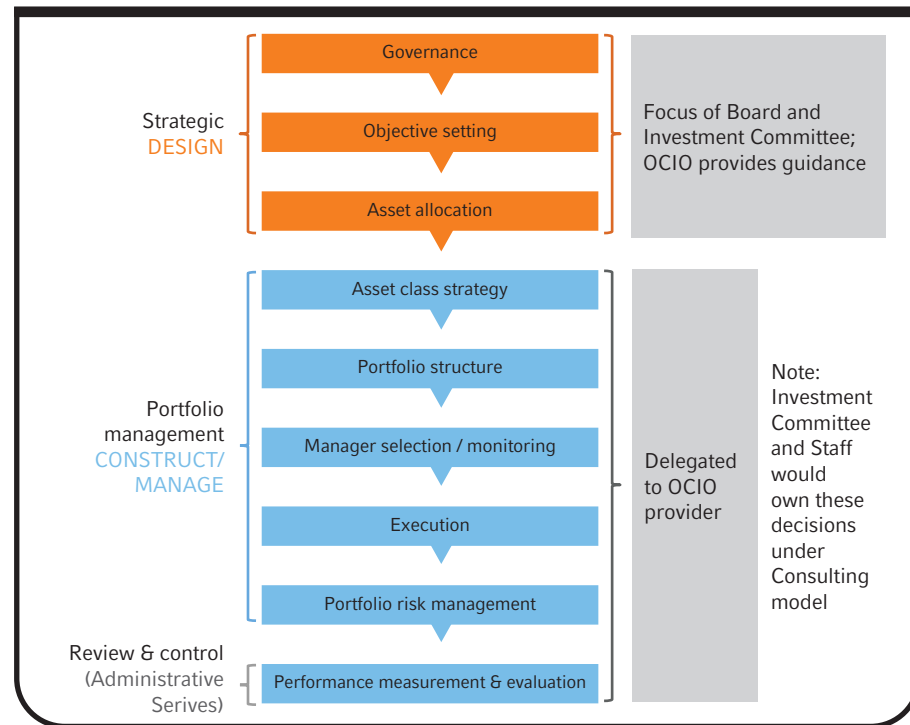 Governance
Strategic
DESIGN
Objective setting
Asset allocation
Focus of Board and
Investment Committee;
OCIO provides guidance
Asset class strategy
Portfolio structure
Portfolio
management
CONSTRUCT/
MANAGE
Manager selection / monitoring
Execution
Portfolio risk management
Delegated
to OCIO
provider
Note:
Investment
Committee
and Staff
would
own these
decisions
under
Consulting
model
Review & control
(Administrative
Serives)
Performance measurement & evaluation